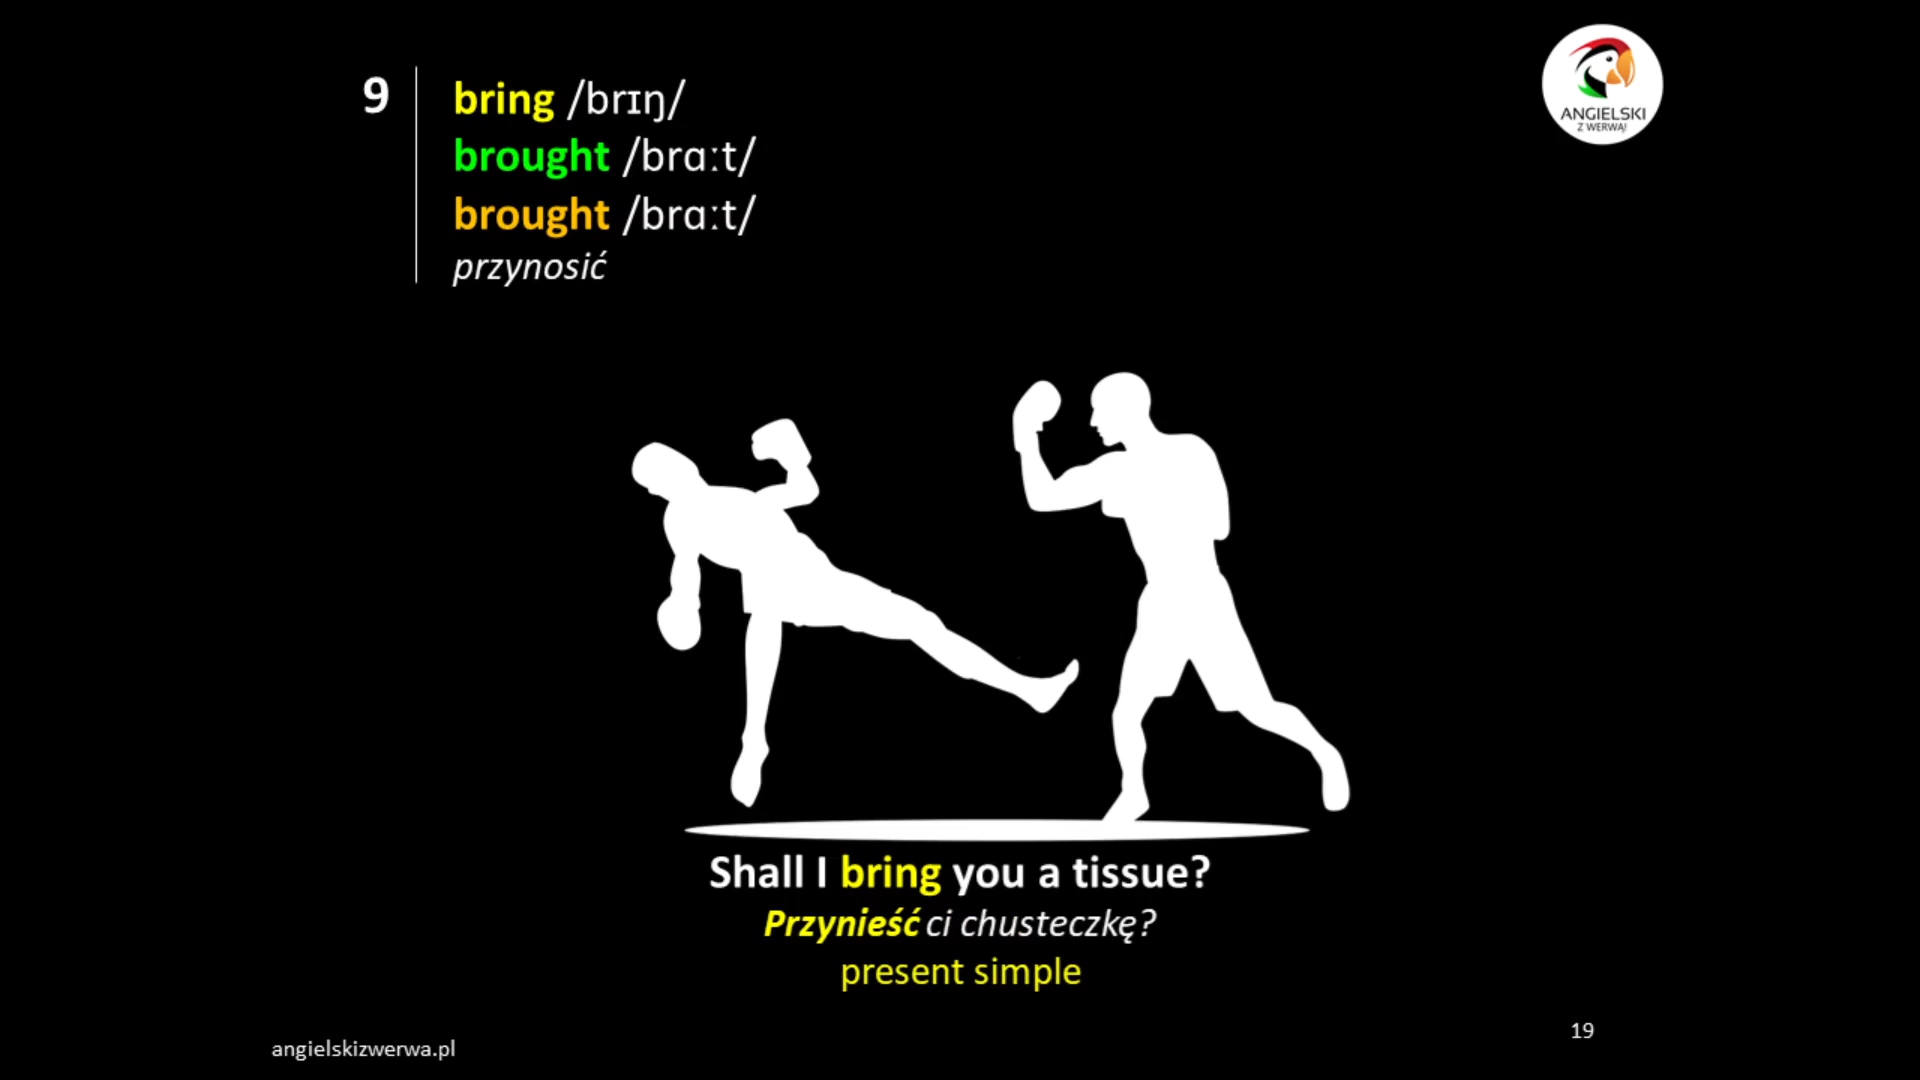 9
bring /brɪŋ/
brought /brɑːt/
brought /brɑːt/
przynosić
ANGIELSKI
Z WERWĄ!
Shall I bring you a tissue?
Przynieść ci chusteczkę?
present simple
angielskizwerwa.pl
19